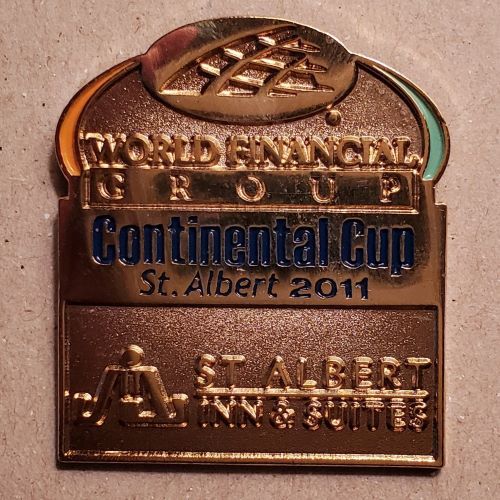 WORLD FINANCIAL
GROUP
Continental Cup
St. Albert 2011
ST ALBERT
INN & SUITES